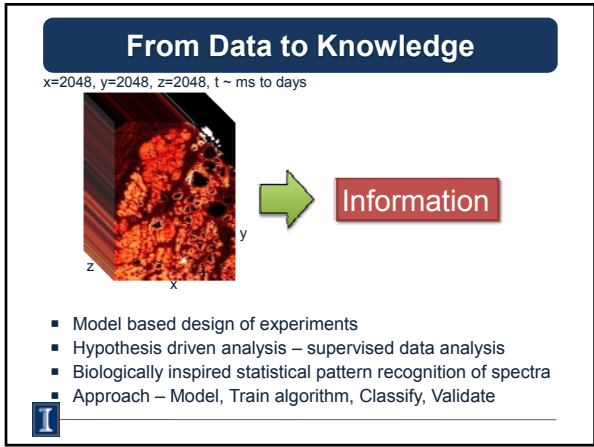 From Data to Knowledge
x=2048, y=2048, z=2048, t ~ ms to days
Information
y
z
x
▪ Model based design of experiments
▪ Hypothesis driven analysis – supervised data analysis
▪ Biologically inspired statistical pattern recognition of spectra
▪ Approach – Model, Train algorithm, Classify, Validate
I